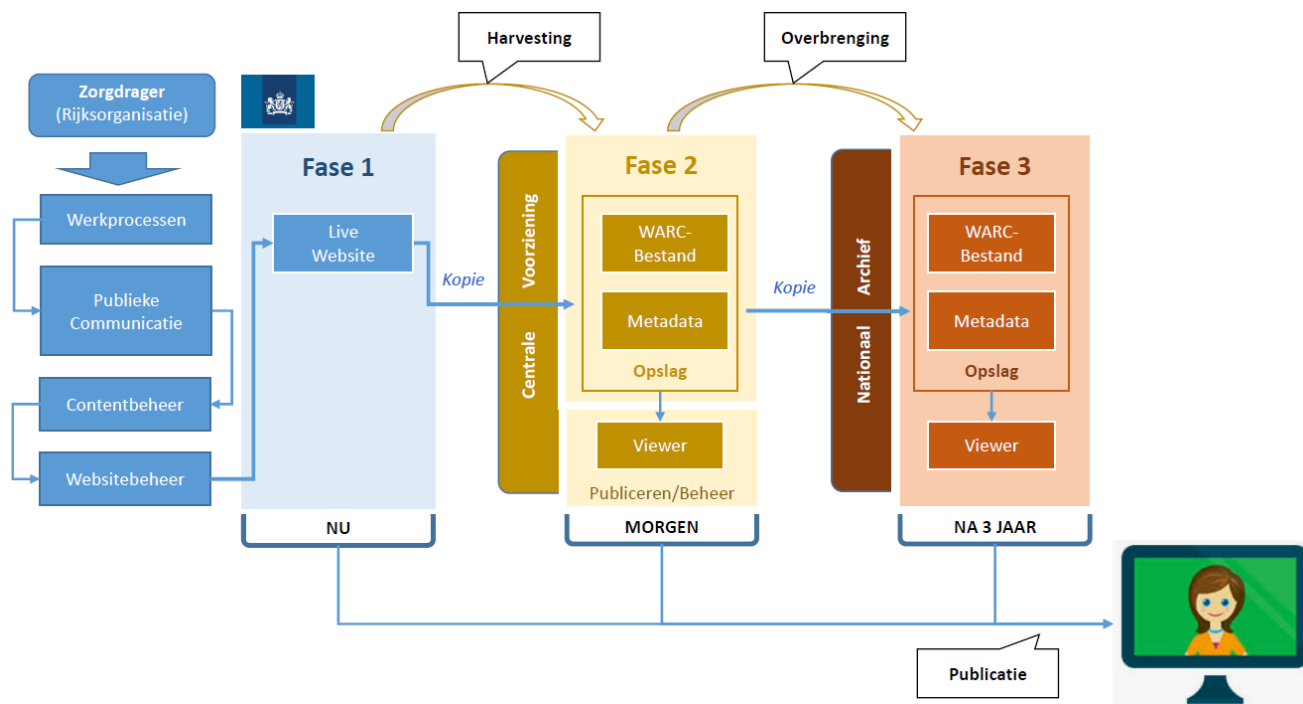 Harvesting
Overbrenging
Zorgdrager
(Rijksorganisatie)
Werkprocessen
Publieke
Communicatie
Contentbeheer
Websitebeheer
Fase 1
Live
Website
NU
Kopie
Centrale Voorziening
Fase 2
WARC-
Bestand
Metadata
Opslag
Viewer
Publiceren/Beheer
MORGEN
Kopie
Nationaal Archief
Fase 3
WARC-
Bestand
Metadata
Opslag
Viewer
NA 3 JAAR
Publicatie